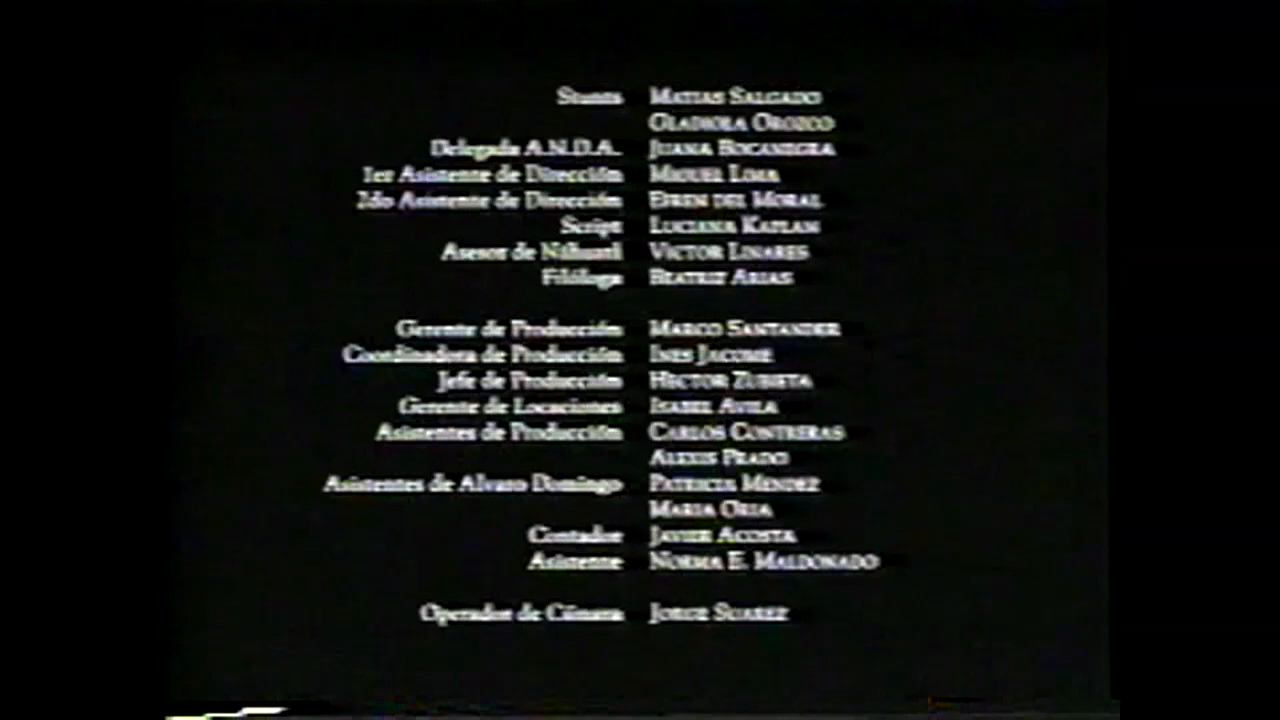 Stunts MATIAS SALGADO
GLADIOLA OROZCO
Delegada A.N.D.A. JUANA BOCANEGRA
1er Asistente de Dirección MIGUEL LIMA
2do Asistente de Dirección EFREN DEL MORAL
Script LUCIANA KAPLAN
Asesor de Náhuatl VICTOR LINARES
Filóloga BEATRIZ ARIAS
Gerente de Producción MARCO SANTANDER
Coordinadora de Producción INES JACOME
Jefe de Producción HECTOR ZUBIETA
Gerente de Locaciones ISABEL AVILA
Asistentes de Producción CARLOS CONTRERAS
ALEXIS PRADO
Asistentes de Alvaro Domingo PATRICIA MENDEZ
MARIA ORIA
Contador JAVIER ACOSTA
Asistente NORMA E. MALDONADO
Operador de Cámara JORGE SUAREZ